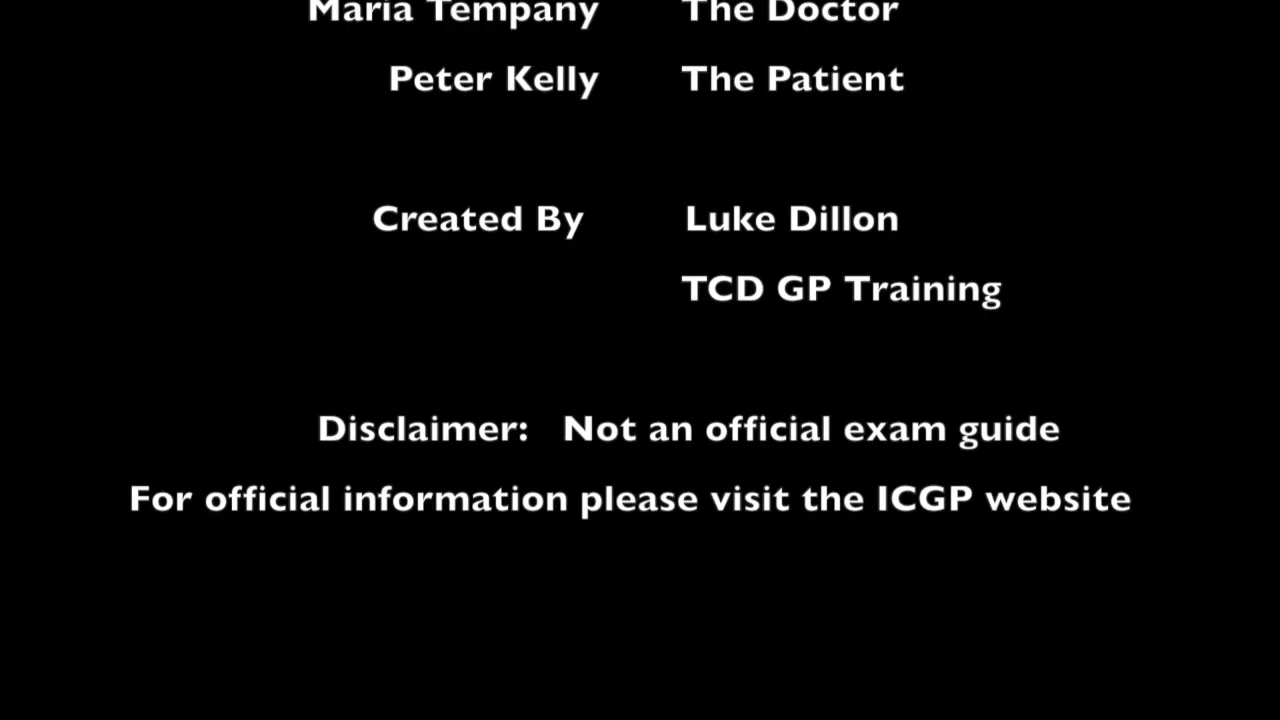 Maria Tempany The Doctor
Peter Kelly The Patient
Created By Luke Dillon
TCD GP Training
Disclaimer: Not an official exam guide
For official information please visit the ICGP website